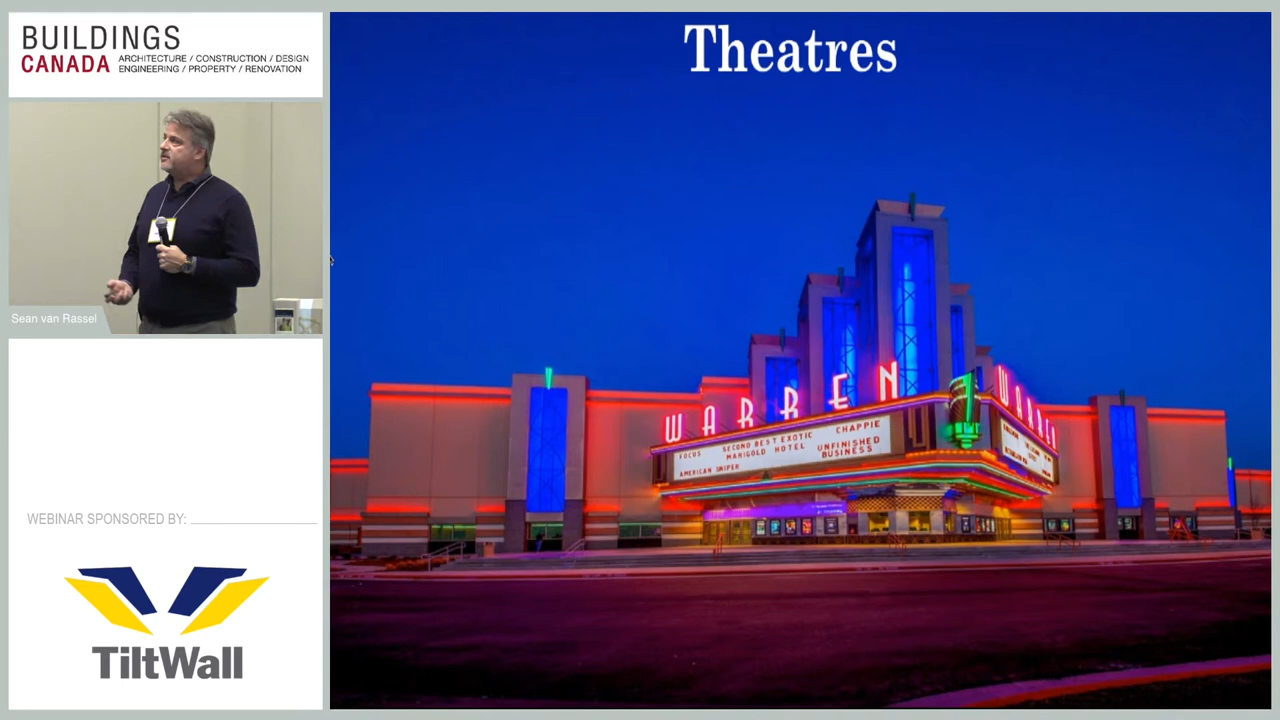 BUILDINGS
CANADA
ARCHITECTURE / CONSTRUCTION / DESIGN
ENGINEERING / PROPERTY / RENOVATION
Sean van Rassel
WEBINAR SPONSORED BY:
TiltWall
Theatres
WARREN
WARREN
FOCUS
SECOND BEST EXOTIC
MARIGOLD HOTEL
CHAPPIE
UNFINISHED
BUSINESS
AMERICAN SNIPER